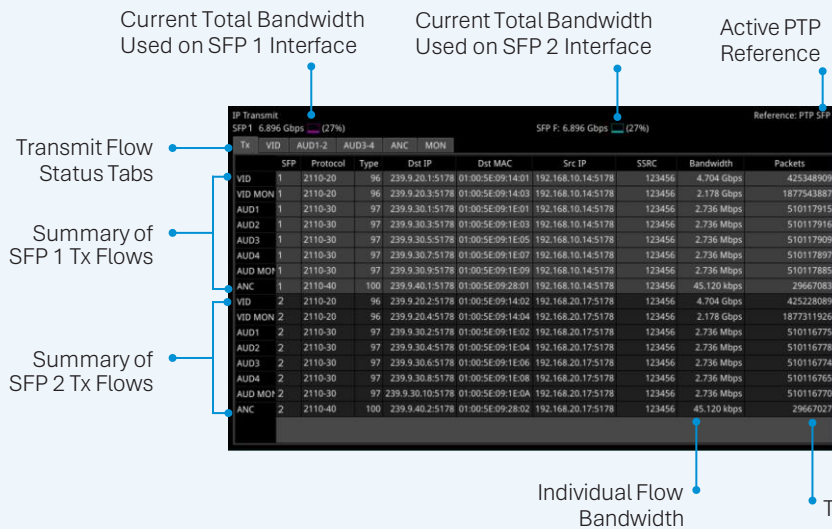 Current Total Bandwidth
Used on SFP 1 Interface
Current Total Bandwidth
Used on SFP 2 Interface
Active PTP
Reference
IP Transmit
Reference: PTP SFP
SFP1 6.896 Gbps (27%)
SFP F: 6.896 Gbps (27%)
Tx VID AUD1-2 AUD3-4 ANC MON
Transmit Flow
Status Tabs
SFP Protocol Type Dst IP Dst MAC Src IP SSRC Bandwidth Packets
VID 1 2110-20 96 239.9.20.1:5178 01:00:5E:09:14:01 192.168.10.14:5178 123456 4.704 Gbps 425348909
VID MON 1 2110-20 96 239.9.20.3:5178 01:00:5E:09:14:03 192.168.10.14:5178 123456 2.178 Gbps 1877543887
AUD1 1 2110-30 97 239.9.30.1:5178 01:00:5E:09:1E:01 192.168.10.14:5178 123456 2.736 Mbps 510117915
AUD2 1 2110-30 97 239.9.30.3:5178 01:00:5E:09:1E:03 192.168.10.14:5178 123456 2.736 Mbps 510117916
AUD3 1 2110-30 97 239.9.30.5:5178 01:00:5E:09:1E:05 192.168.10.14:5178 123456 2.736 Mbps 510117909
AUD4 1 2110-30 97 239.9.30.7:5178 01:00:5E:09:1E:07 192.168.10.14:5178 123456 2.736 Mbps 510117897
AUD MON 1 2110-30 97 239.9.30.9:5178 01:00:5E:09:1E:09 192.168.10.14:5178 123456 2.736 Mbps 510117885
ANC 1 2110-40 100 239.9.40.1:5178 01:00:5E:09:28:01 192.168.10.14:5178 123456 45.120 kbps 29667083
Summary of
SFP 1 Tx Flows
VID 2 2110-20 96 239.9.20.2:5178 01:00:5E:09:14:02 192.168.20.17:5178 123456 4.704 Gbps 425228089
VID MON 2 2110-20 96 239.9.20.4:5178 01:00:5E:09:14:04 192.168.20.17:5178 123456 2.178 Gbps 1877311926
AUD1 2 2110-30 97 239.9.30.2:5178 01:00:5E:09:1E:02 192.168.20.17:5178 123456 2.736 Mbps 510116775
AUD2 2 2110-30 97 239.9.30.4:5178 01:00:5E:09:1E:04 192.168.20.17:5178 123456 2.736 Mbps 510116778
AUD3 2 2110-30 97 239.9.30.6:5178 01:00:5E:09:1E:06 192.168.20.17:5178 123456 2.736 Mbps 510116774
AUD4 2 2110-30 97 239.9.30.8:5178 01:00:5E:09:1E:08 192.168.20.17:5178 123456 2.736 Mbps 510116765
AUD MON 2 2110-30 97 239.9.30.10:5178 01:00:5E:09:1E:0A 192.168.20.17:5178 123456 2.736 Mbps 510116770
ANC 2 2110-40 100 239.9.40.2:5178 01:00:5E:09:28:02 192.168.20.17:5178 123456 45.120 kbps 29667027
Summary of
SFP 2 Tx Flows
Individual Flow
Bandwidth